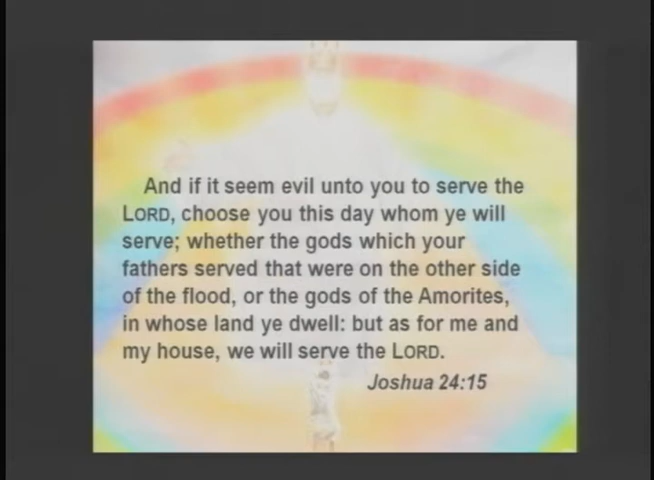 And if it seem evil unto you to serve the
LORD, choose you this day whom ye will
serve; whether the gods which your
fathers served that were on the other side
of the flood, or the gods of the Amorites,
in whose land ye dwell: but as for me and
my house, we will serve the LORD.
Joshua 24:15